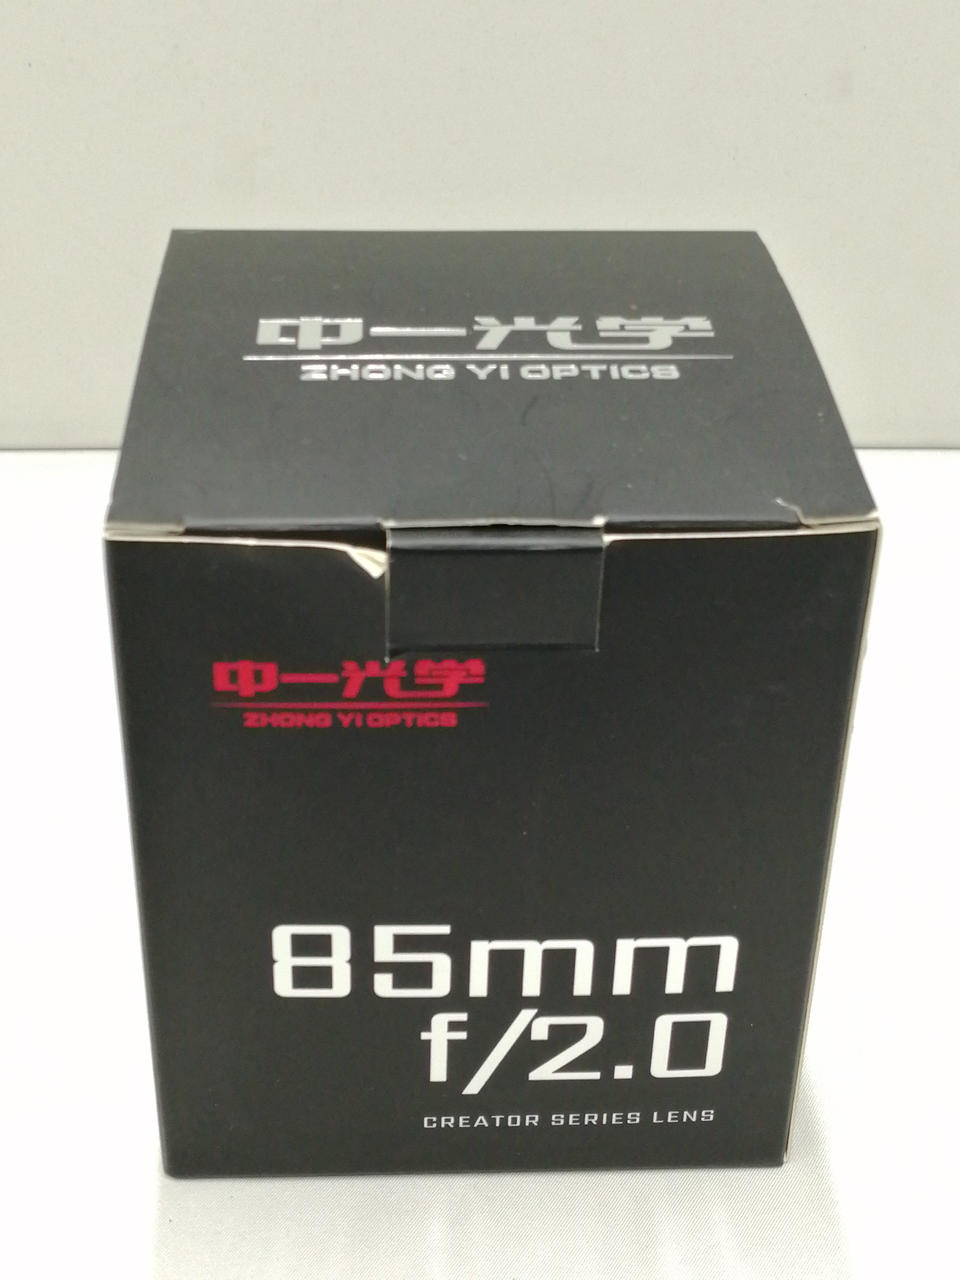 中一光学
ZHONG YI OPTICS
中一光学
ZHONG YI OPTICS
85mm
f/2.0
CREATOR SERIES LENS